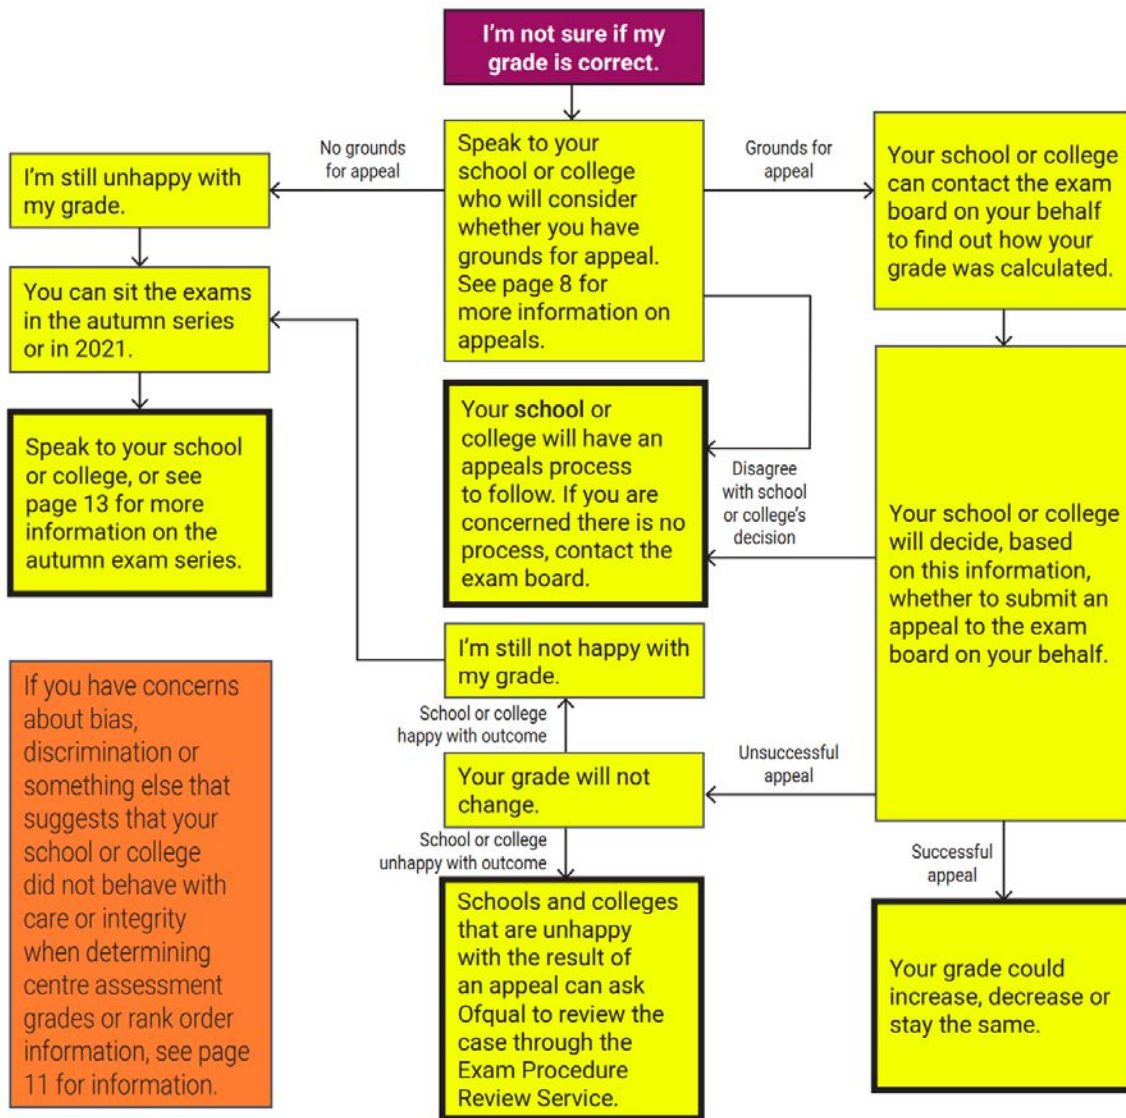 I'm not sure if my
grade is correct.
Speak to your
school or college
who will consider
whether you have
grounds for appeal.
See page 8 for
more information on
appeals.
No grounds
for appeal
I'm still unhappy with
my grade.
You can sit the exams
in the autumn series
or in 2021.
Speak to your school
or college, or see
page 13 for more
information on the
autumn exam series.
Grounds for
appeal
Your school or college
can contact the exam
board on your behalf
to find out how your
grade was calculated.
Your school or college
will decide, based
on this information,
whether to submit an
appeal to the exam
board on your behalf.
Disagree
with school
or college's
decision
Your school or
college will have an
appeals process
to follow. If you are
concerned there is no
process, contact the
exam board.
Unsuccessful
appeal
Your grade will not
change.
School or college
happy with outcome
I'm still not happy with
my grade.
School or college
unhappy with outcome
Schools and colleges
that are unhappy
with the result of
an appeal can ask
Ofqual to review the
case through the
Exam Procedure
Review Service.
Successful
appeal
Your grade could
increase, decrease or
stay the same.
If you have concerns
about bias,
discrimination or
something else that
suggests that your
school or college
did not behave with
care or integrity
when determining
centre assessment
grades or rank order
information, see page
11 for information.